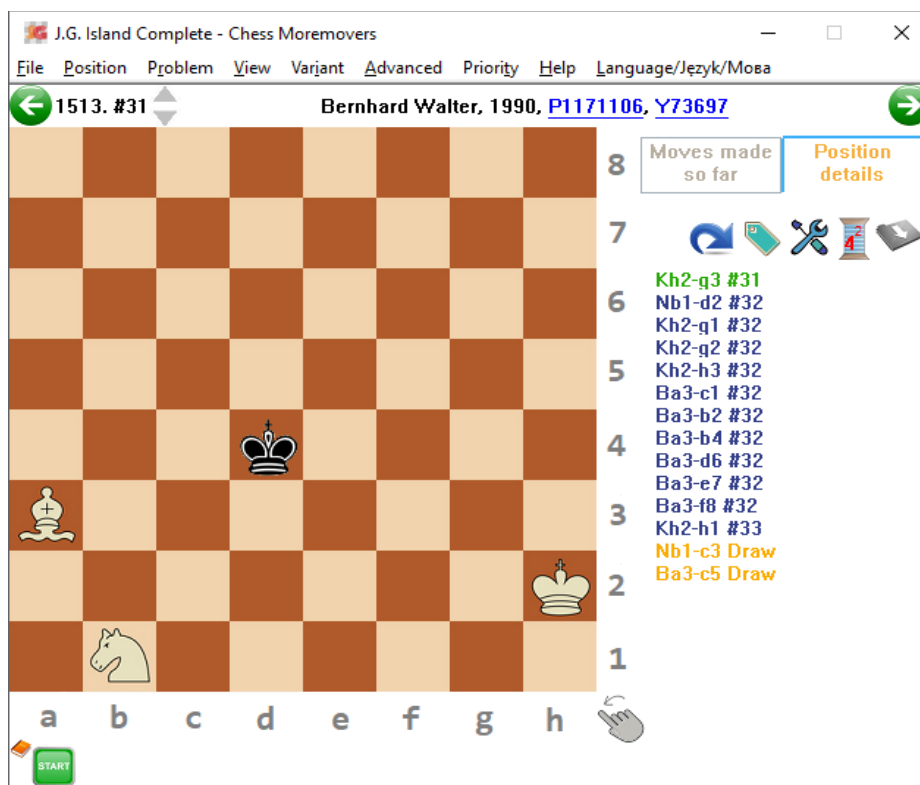 J.G. Island Complete - Chess Moremovers
File Position Problem View Variant Advanced Priority Help Language/Język/Мова
1513. #31 Bernhard Walter, 1990, P1171106, Y73697
Moves made
so far
Position
details
8
7
6
5
4
3
2
1
4 2
Kh2-g3 #31
Nb1-d2 #32
Kh2-g1 #32
Kh2-g2 #32
Kh2-h3 #32
Ba3-c1 #32
Ba3-b2 #32
Ba3-b4 #32
Ba3-d6 #32
Ba3-e7 #32
Ba3-f8 #32
Kh2-h1 #33
Nb1-c3 Draw
Ba3-c5 Draw
a b c d e f g h
START